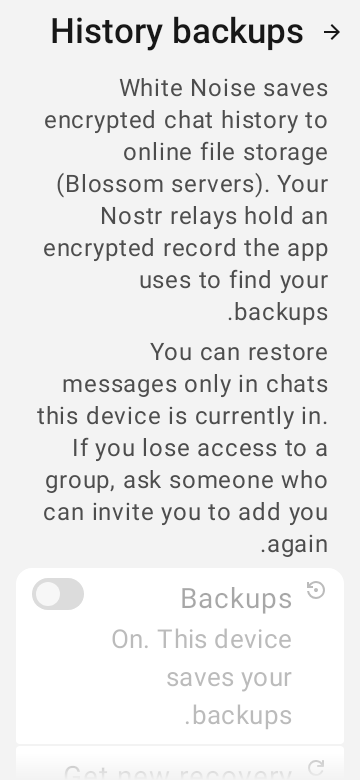 History backups
White Noise saves
encrypted chat history to
online file storage
(Blossom servers). Your
Nostr relays hold an
encrypted record the app
uses to find your
.backups
You can restore
messages only in chats
this device is currently in.
If you lose access to a
group, ask someone who
can invite you to add you
.again
Backups
On. This device
saves your
.backups
Get new recovery